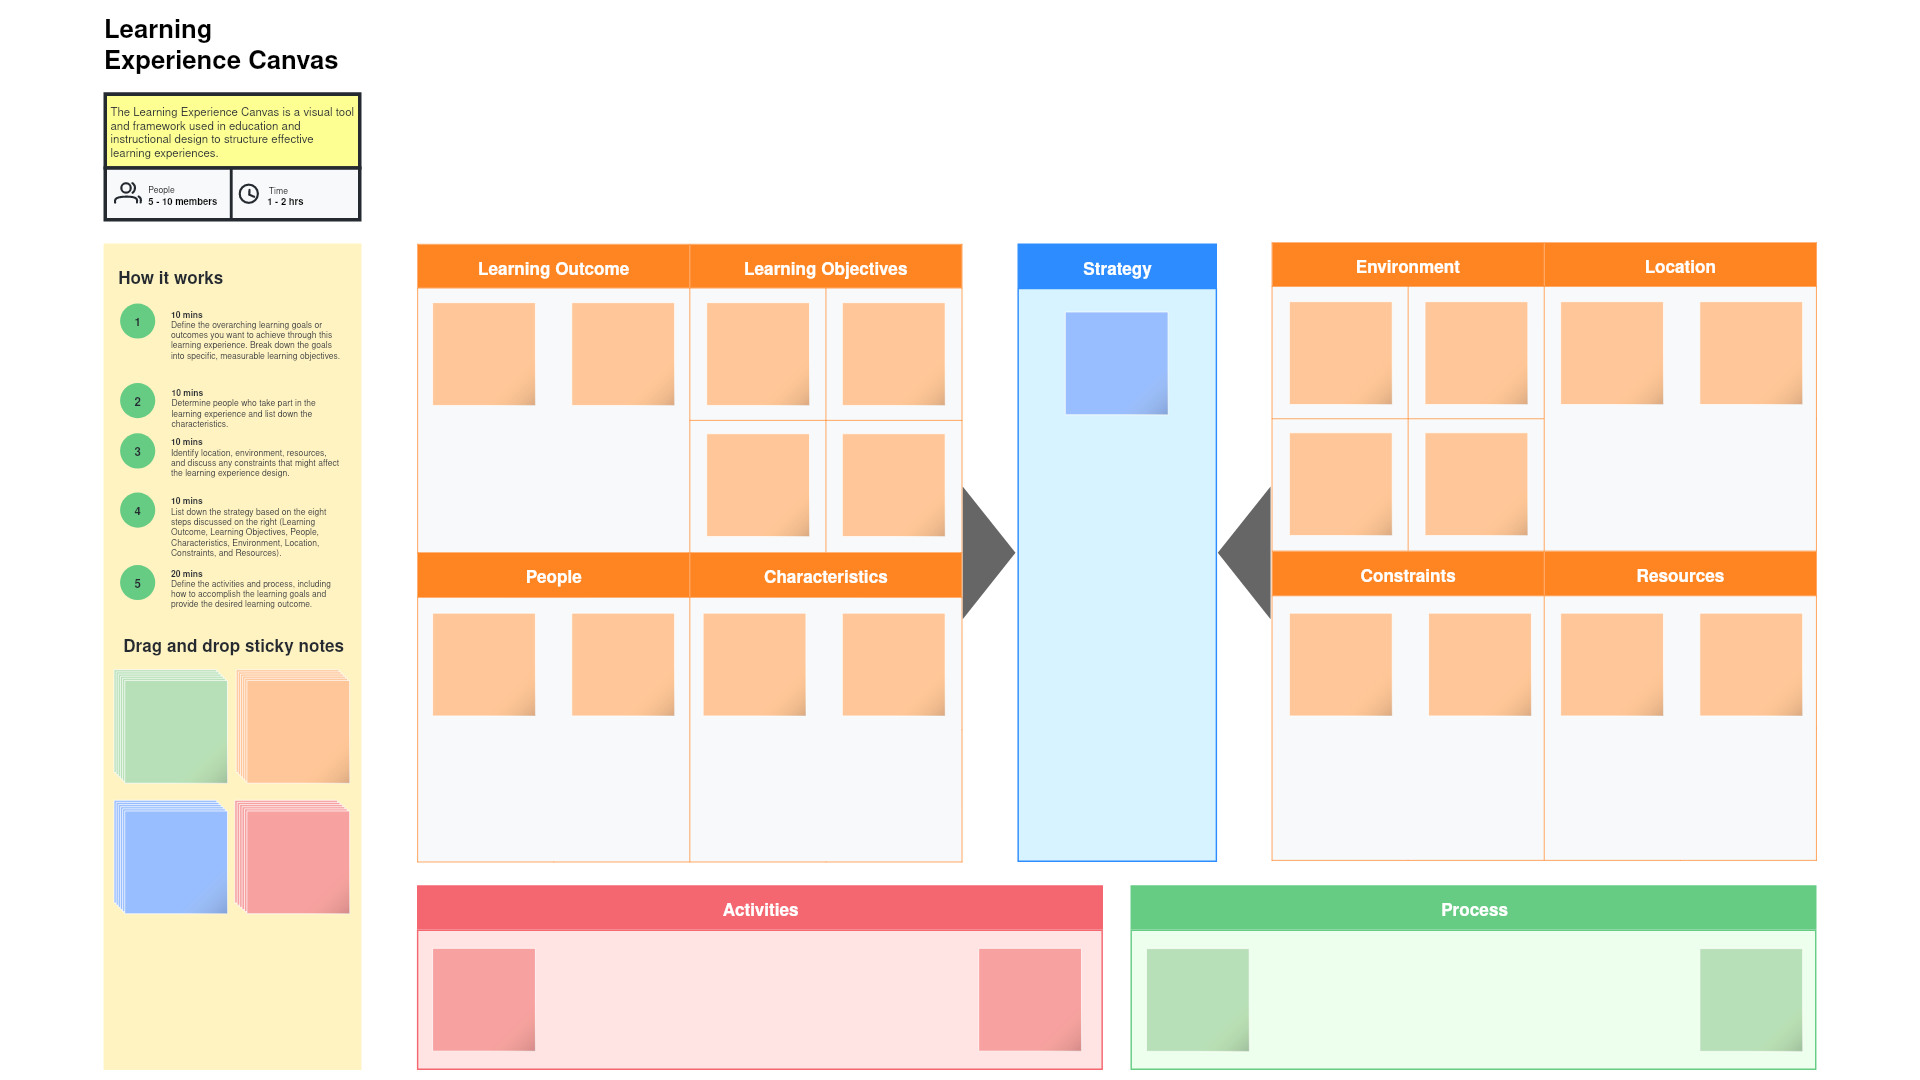 Learning
Experience Canvas
The Learning Experience Canvas is a visual tool
and framework used in education and
instructional design to structure effective
learning experiences.
People
5 - 10 members
Time
1 - 2 hrs
How it works
1
10 mins
Define the overarching learning goals or
outcomes you want to achieve through this
learning experience. Break down the goals
into specific, measurable learning objectives.
2
10 mins
Determine people who take part in the
learning experience and list down the
characteristics.
3
10 mins
Identify location, environment, resources,
and discuss any constraints that might affect
the learning experience design.
4
10 mins
List down the strategy based on the eight
steps discussed on the right (Learning
Outcome, Learning Objectives, People,
Characteristics, Environment, Location,
Constraints, and Resources).
5
20 mins
Define the activities and process, including
how to accomplish the learning goals and
provide the desired learning outcome.
Drag and drop sticky notes
Learning Outcome
Learning Objectives
People
Characteristics
Strategy
Environment
Location
Constraints
Resources
Activities
Process